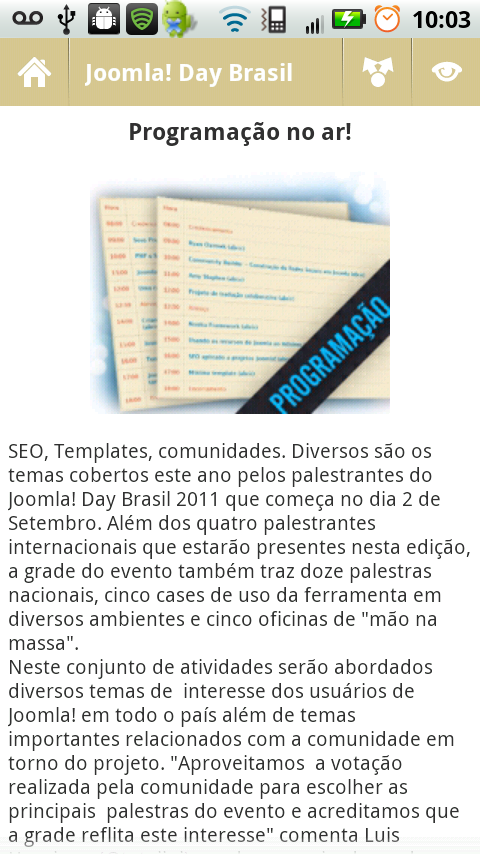 10:03
Joomla! Day Brasil
Programação no ar!
PROGRAMAÇÃO
SEO, Templates, comunidades. Diversos são os
temas cobertos este ano pelos palestrantes do
Joomla! Day Brasil 2011 que começa no dia 2 de
Setembro. Além dos quatro palestrantes
internacionais que estarão presentes nesta edição,
a grade do evento também traz doze palestras
nacionais, cinco cases de uso da ferramenta em
diversos ambientes e cinco oficinas de "mão na
massa".
Neste conjunto de atividades serão abordados
diversos temas de  interesse dos usuários de
Joomla! em todo o país além de temas
importantes relacionados com a comunidade em
torno do projeto. "Aproveitamos  a votação
realizada pela comunidade para escolher as
principais  palestras do evento e acreditamos que
a grade reflita este interesse" comenta Luis